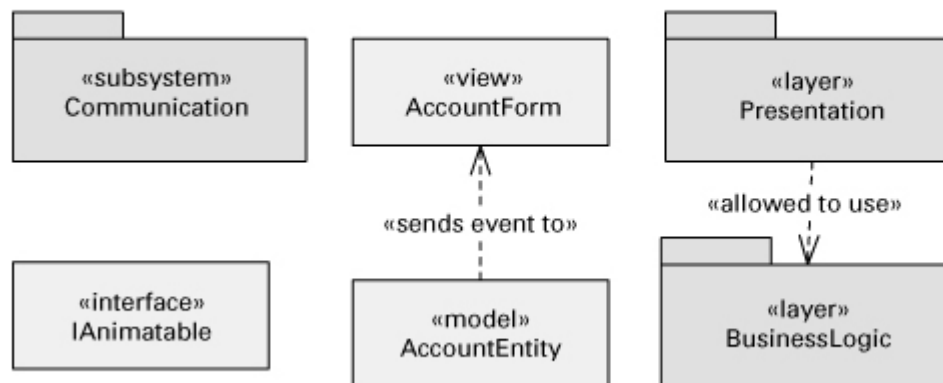 «subsystem»
Communication
«view»
AccountForm
«layer»
Presentation
«sends event to»
«allowed to use»
«interface»
IAnimatable
«model»
AccountEntity
«layer»
BusinessLogic